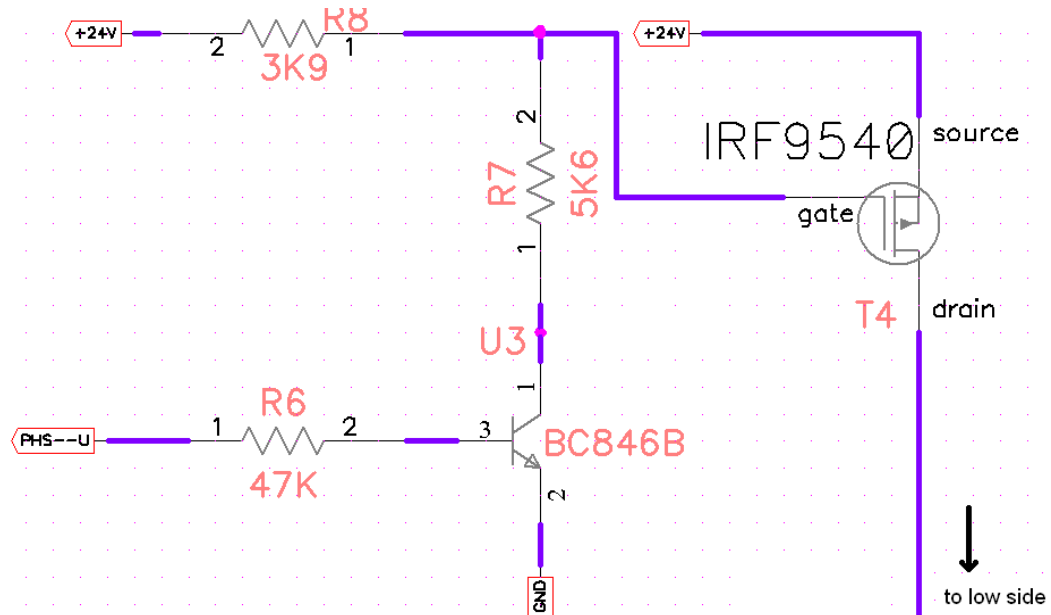 R8
+24V
2
1
3K9
+24V
IRF9540
source
2
R7
5K6
gate
1
T4
drain
U3
1
R6
PHS--U
1
2
3
BC846B
47K
2
GND
to low side